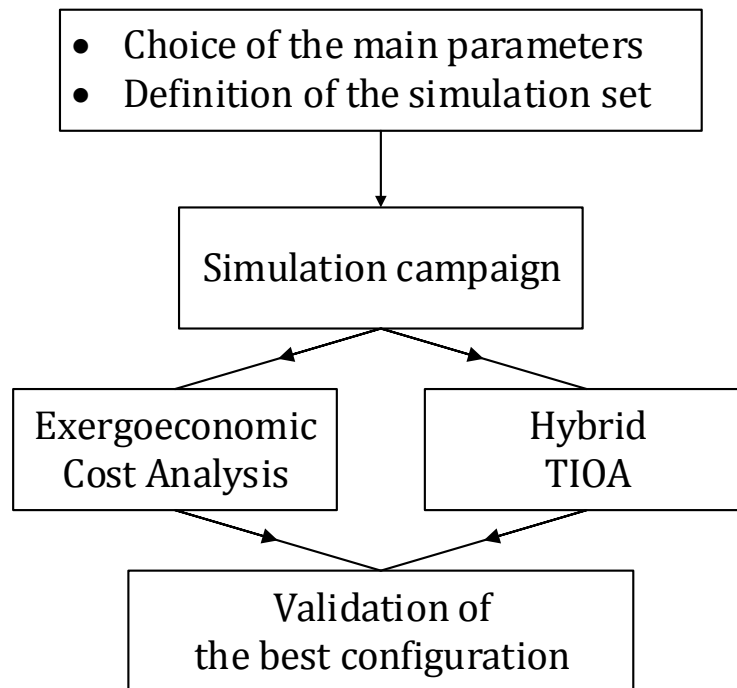 • Choice of the main parameters
• Definition of the simulation set
Simulation campaign
Exergoeconomic
Cost Analysis
Hybrid
TIOA
Validation of
the best configuration